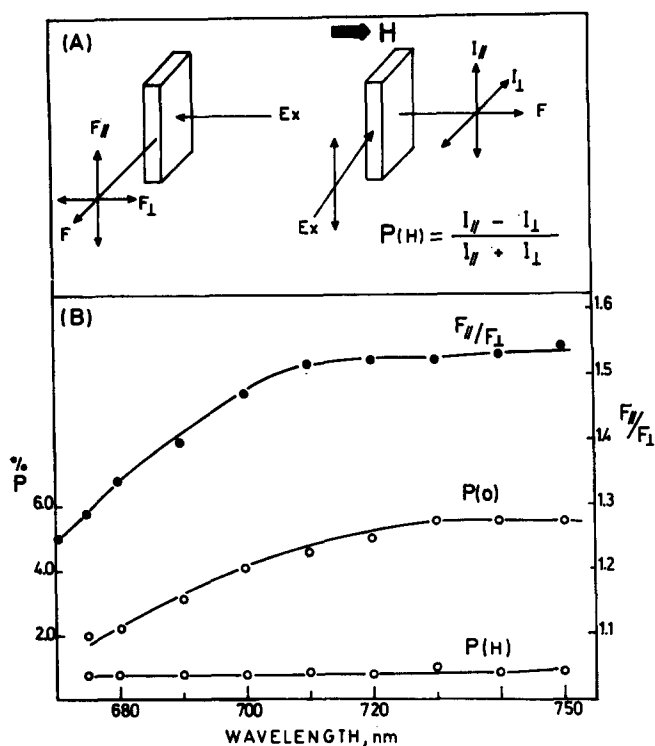 (A)
H
F//
F⊥
F
Ex
I//
I⊥
F
Ex
P(H) = I// - I⊥ / I// + I⊥
(B)
F///F⊥
P(O)
P(H)
% P
6.0
4.0
2.0
1.6
1.5
1.4
1.3
1.2
1.1
F///F⊥
680
700
720
750
WAVELENGTH, nm